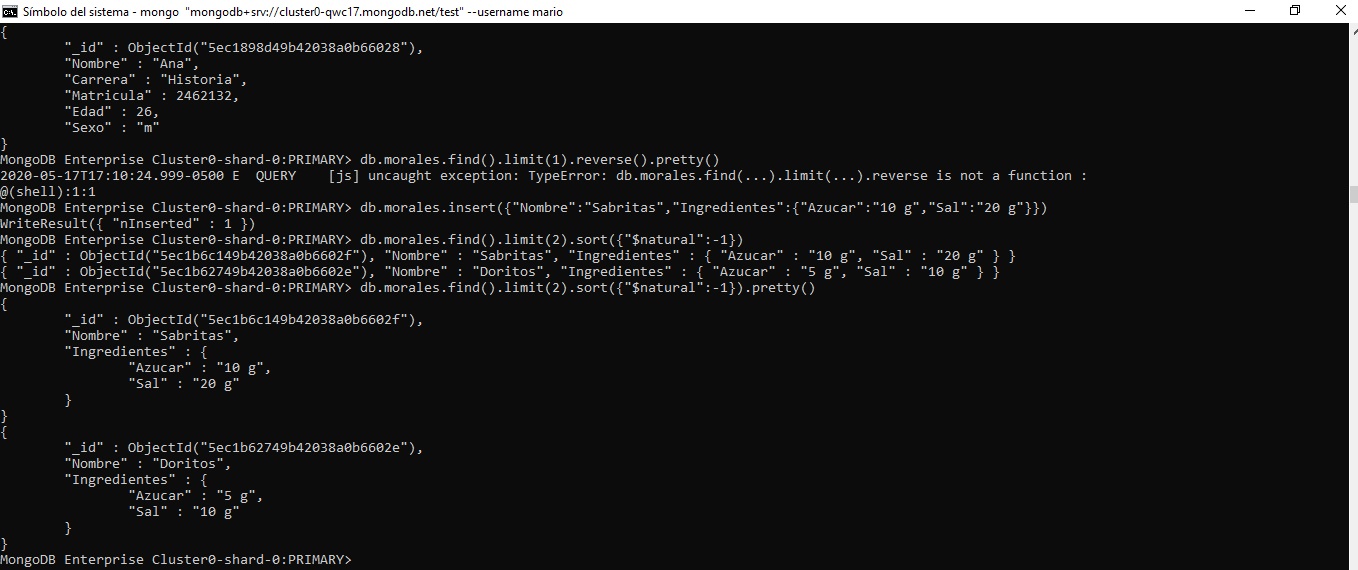 Símbolo del sistema - mongo  "mongodb+srv://cluster0-qwc17.mongodb.net/test" --username mario
{
        "_id" : ObjectId("5ec1898d49b42038a0b66028"),
        "Nombre" : "Ana",
        "Carrera" : "Historia",
        "Matricula" : 2462132,
        "Edad" : 26,
        "Sexo" : "m"
}
MongoDB Enterprise Cluster0-shard-0:PRIMARY> db.morales.find().limit(1).reverse().pretty()
2020-05-17T17:10:24.999-0500 E  QUERY    [js] uncaught exception: TypeError: db.morales.find(...).limit(...).reverse is not a function :
@(shell):1:1
MongoDB Enterprise Cluster0-shard-0:PRIMARY> db.morales.insert({"Nombre":"Sabritas","Ingredientes":{"Azucar":"10 g","Sal":"20 g"}})
WriteResult({ "nInserted" : 1 })
MongoDB Enterprise Cluster0-shard-0:PRIMARY> db.morales.find().limit(2).sort({"$natural":-1})
{ "_id" : ObjectId("5ec1b6c149b42038a0b6602f"), "Nombre" : "Sabritas", "Ingredientes" : { "Azucar" : "10 g", "Sal" : "20 g" } }
{ "_id" : ObjectId("5ec1b62749b42038a0b6602e"), "Nombre" : "Doritos", "Ingredientes" : { "Azucar" : "5 g", "Sal" : "10 g" } }
MongoDB Enterprise Cluster0-shard-0:PRIMARY> db.morales.find().limit(2).sort({"$natural":-1}).pretty()
{
        "_id" : ObjectId("5ec1b6c149b42038a0b6602f"),
        "Nombre" : "Sabritas",
        "Ingredientes" : {
                "Azucar" : "10 g",
                "Sal" : "20 g"
        }
}
{
        "_id" : ObjectId("5ec1b62749b42038a0b6602e"),
        "Nombre" : "Doritos",
        "Ingredientes" : {
                "Azucar" : "5 g",
                "Sal" : "10 g"
        }
}
MongoDB Enterprise Cluster0-shard-0:PRIMARY>